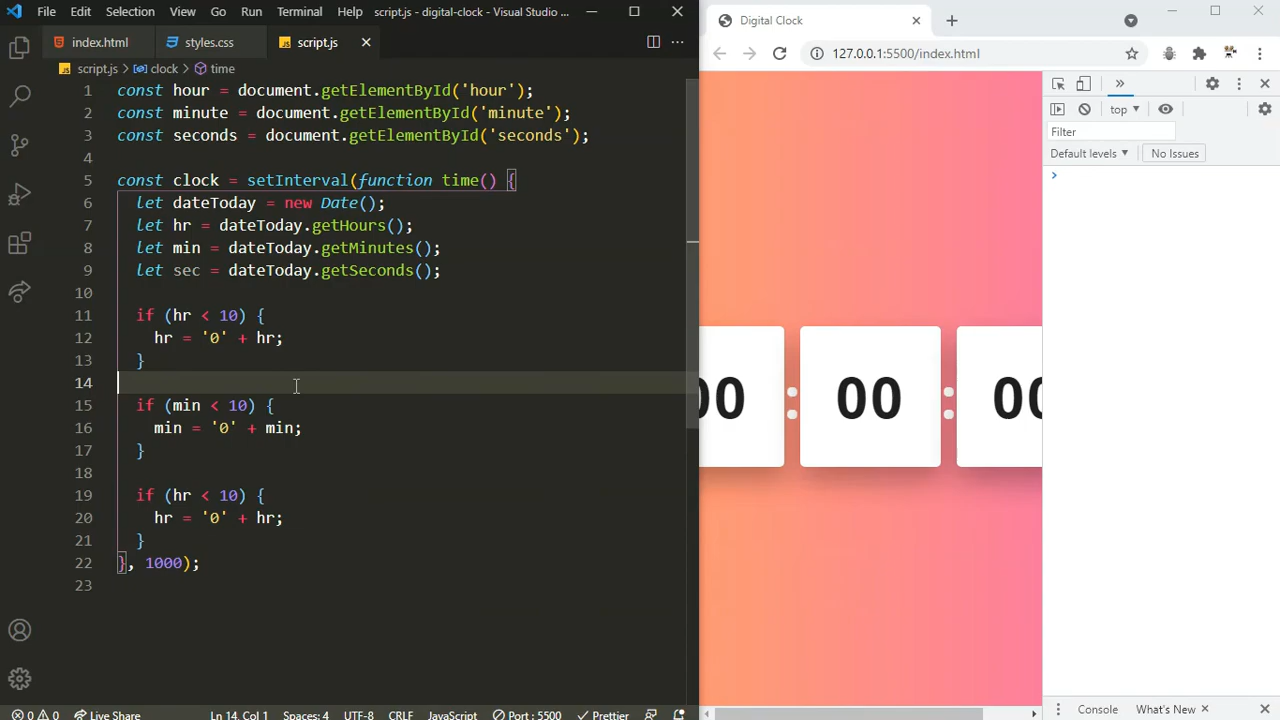 File Edit Selection View Go Run Terminal Help script.js - digital-clock - Visual Studio ...
index.html styles.css script.js
script.js > clock > time
1 const hour = document.getElementById('hour');
2 const minute = document.getElementById('minute');
3 const seconds = document.getElementById('seconds');
4
5 const clock = setInterval(function time() {
6 let dateToday = new Date();
7 let hr = dateToday.getHours();
8 let min = dateToday.getMinutes();
9 let sec = dateToday.getSeconds();
10
11 if (hr < 10) {
12 hr = '0' + hr;
13 }
14
15 if (min < 10) {
16 min = '0' + min;
17 }
18
19 if (hr < 10) {
20 hr = '0' + hr;
21 }
22 }, 1000);
23
0 0 Live Share Ln 14, Col 1 Spaces: 4 UTF-8 CRLF JavaScript Port : 5500 Prettier
Digital Clock
127.0.0.1:5500/index.html
00 00 00
top
Filter
Default levels No Issues
Console What's New